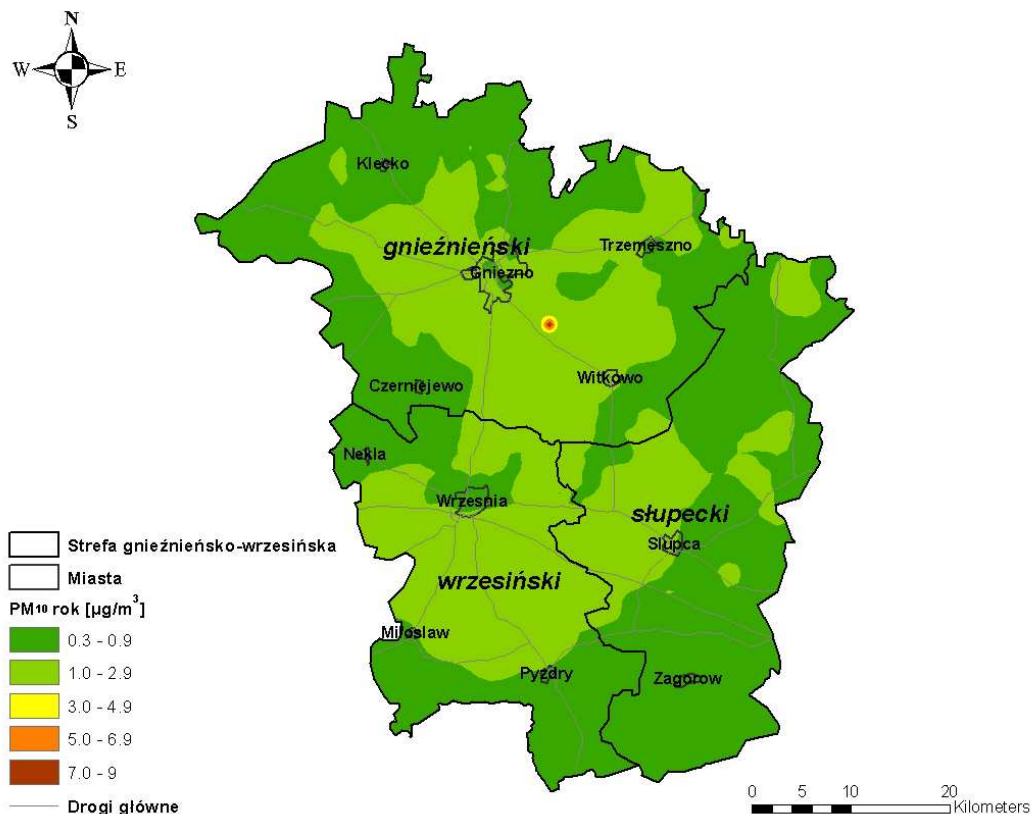 N
W E
S
Klecko
gnieźnieński
Trzemeszno
Gniezno
Witkowo
Czerniejewo
Nekla
Wrzesnia
słupecki
Slupca
wrzesiński
Miloslaw
Pyzdry
Zagorow
Strefa gnieźnieńsko-wrzesińska
Miasta
PM10 rok [µg/m³]
0.3 - 0.9
1.0 - 2.9
3.0 - 4.9
5.0 - 6.9
7.0 - 9
Drogi główne
0 5 10 20
Kilometers